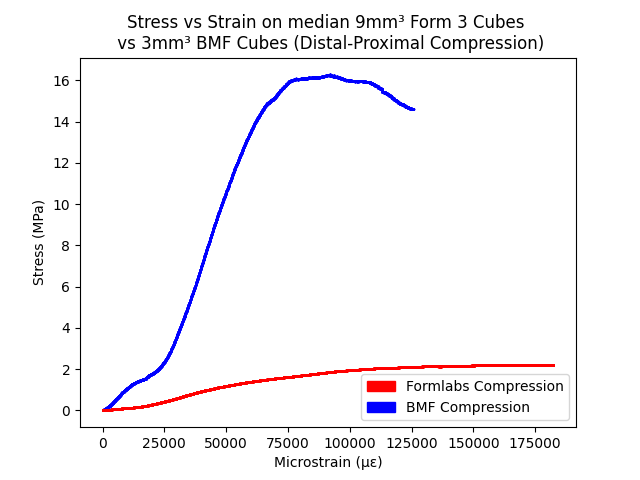 Stress vs Strain on median 9mm³ Form 3 Cubes
vs 3mm³ BMF Cubes (Distal-Proximal Compression)
Stress (MPa)
16
14
12
10
8
6
4
2
0
Formlabs Compression
BMF Compression
0 25000 50000 75000 100000 125000 150000 175000
Microstrain (με)